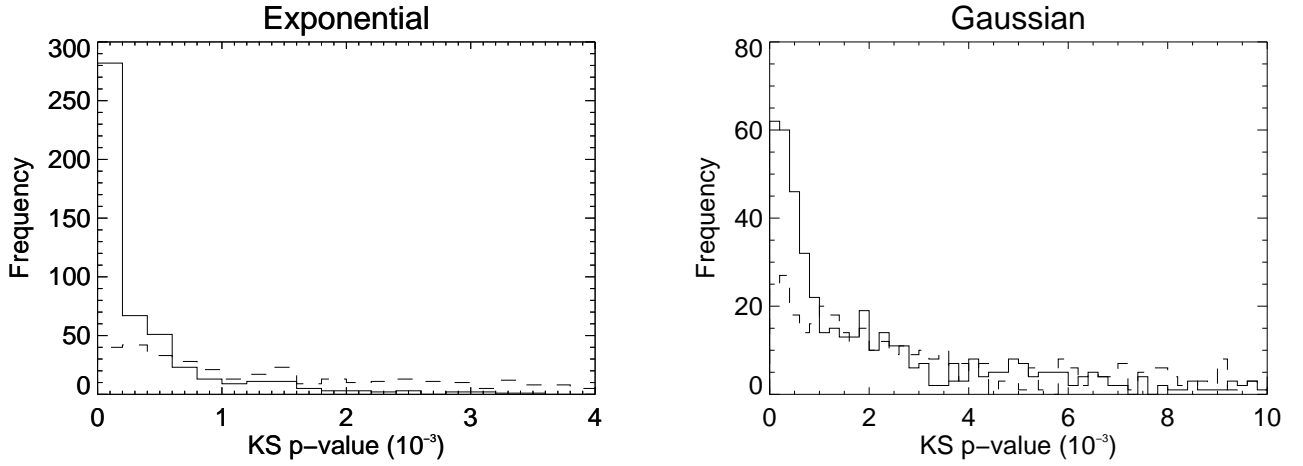 Exponential
300
250
200
150
100
50
0
Frequency
0 1 2 3 4
KS p−value (10⁻³)
Gaussian
80
60
40
20
0
Frequency
0 2 4 6 8 10
KS p−value (10⁻³)